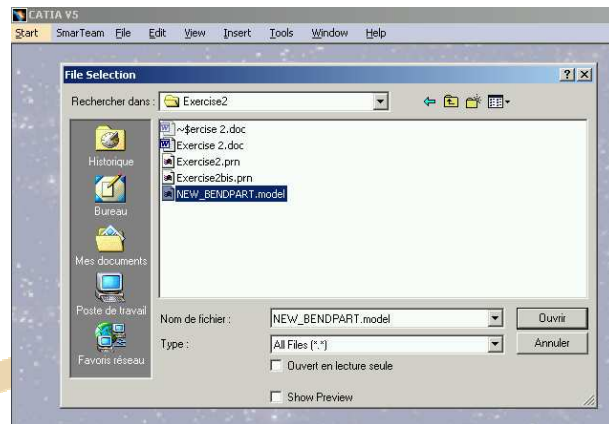 CATIA V5
Start SmarTeam File Edit View Insert Tools Window Help
File Selection
Rechercher dans : Exercise2
~$ercise 2.doc
Exercise 2.doc
Exercise2.prn
Exercise2bis.prn
NEW_BENDPART.model
Historique
Bureau
Mes documents
Poste de travail
Favoris réseau
Nom de fichier : NEW_BENDPART.model Ouvrir
Type : All Files (*.*) Annuler
Ouvert en lecture seule
Show Preview